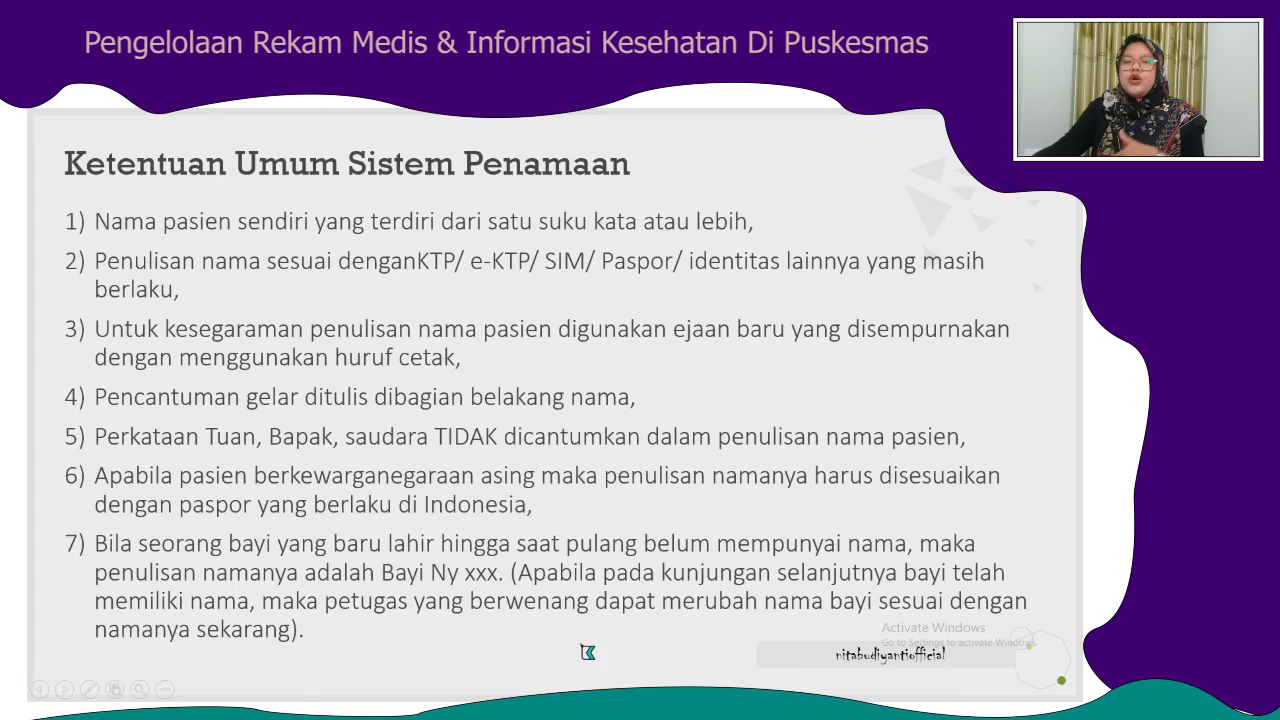 Pengelolaan Rekam Medis & Informasi Kesehatan Di Puskesmas
Ketentuan Umum Sistem Penamaan
1) Nama pasien sendiri yang terdiri dari satu suku kata atau lebih,
2) Penulisan nama sesuai denganKTP/ e-KTP/ SIM/ Paspor/ identitas lainnya yang masih
berlaku,
3) Untuk kesegaraman penulisan nama pasien digunakan ejaan baru yang disempurnakan
dengan menggunakan huruf cetak,
4) Pencantuman gelar ditulis dibagian belakang nama,
5) Perkataan Tuan, Bapak, saudara TIDAK dicantumkan dalam penulisan nama pasien,
6) Apabila pasien berkewarganegaraan asing maka penulisan namanya harus disesuaikan
dengan paspor yang berlaku di Indonesia,
7) Bila seorang bayi yang baru lahir hingga saat pulang belum mempunyai nama, maka
penulisan namanya adalah Bayi Ny xxx. (Apabila pada kunjungan selanjutnya bayi telah
memiliki nama, maka petugas yang berwenang dapat merubah nama bayi sesuai dengan
namanya sekarang).
Activate Windows
Go to Settings to activate Windows.
nitabudiyantiofficial